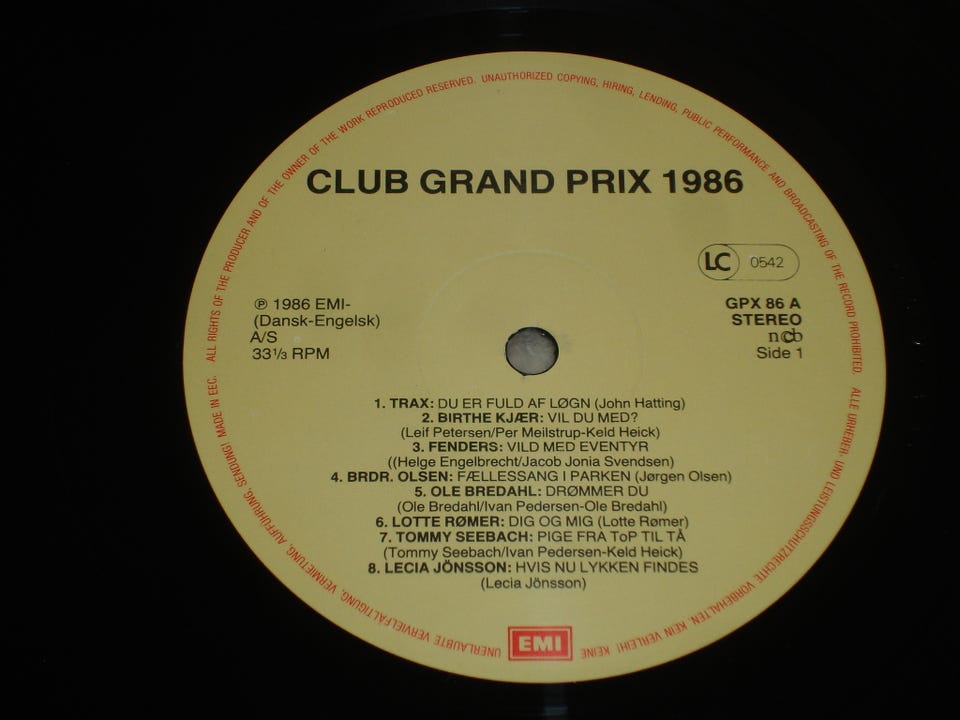 ALL RIGHTS OF THE PRODUCER AND OF THE OWNER OF THE WORK REPRODUCED RESERVED. UNAUTHORIZED COPYING, HIRING, LENDING, PUBLIC PERFORMANCE AND BROADCASTING OF THE RECORD PROHIBITED.
CLUB GRAND PRIX 1986
LC 0542
℗ 1986 EMI-
(Dansk-Engelsk)
A/S
33 1/3 RPM
GPX 86 A
STEREO
ncb
Side 1
1. TRAX: DU ER FULD AF LØGN (John Hatting)
2. BIRTHE KJÆR: VIL DU MED?
(Leif Petersen/Per Meilstrup-Keld Heick)
3. FENDERS: VILD MED EVENTYR
((Helge Engelbrecht/Jacob Jonia Svendsen)
4. BRDR. OLSEN: FÆLLESSANG I PARKEN (Jørgen Olsen)
5. OLE BREDAHL: DRØMMER DU
(Ole Bredahl/Ivan Pedersen-Ole Bredahl)
6. LOTTE RØMER: DIG OG MIG (Lotte Rømer)
7. TOMMY SEEBACH: PIGE FRA ToP TIL TÅ
(Tommy Seebach/Ivan Pedersen-Keld Heick)
8. LECIA JÖNSSON: HVIS NU LYKKEN FINDES
(Lecia Jönsson)
EMI
ALLE URHEBER- UND LEISTUNGSSCHUTZRECHTE VORBEHALTEN. KEIN VERLEIH! KEINE UNERLAUBTE VERVIELFÄLTIGUNG, VERMIETUNG, AUFFÜHRUNG, SENDUNG! MADE IN EEC.